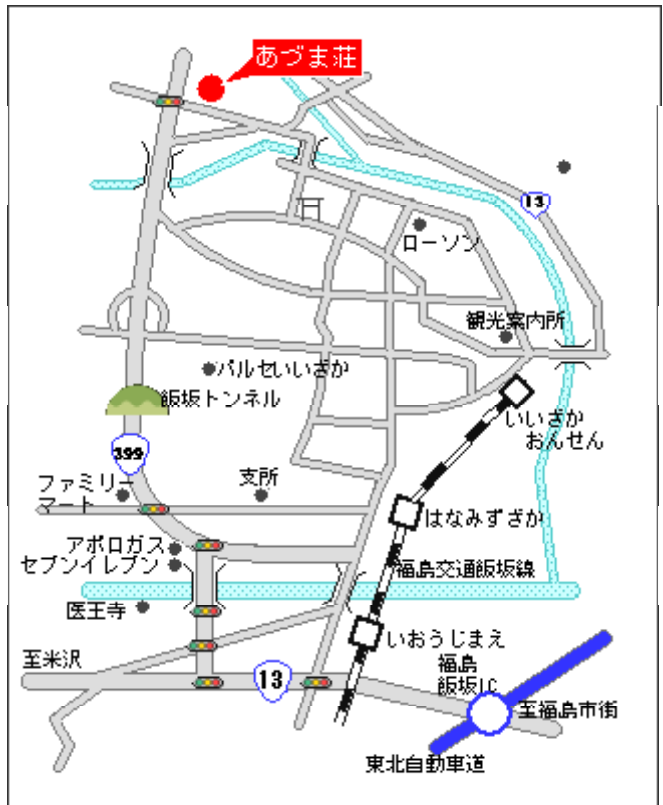 あづま荘
13
ローソン
観光案内所
パルセいいざか
飯坂トンネル
いいざか
おんせん
399
ファミリー
マート
支所
はなみずざか
アポロガス
セブンイレブン
福島交通飯坂線
医王寺
いおうじまえ
至米沢
福島
飯坂IC
13
至福島市街
東北自動車道